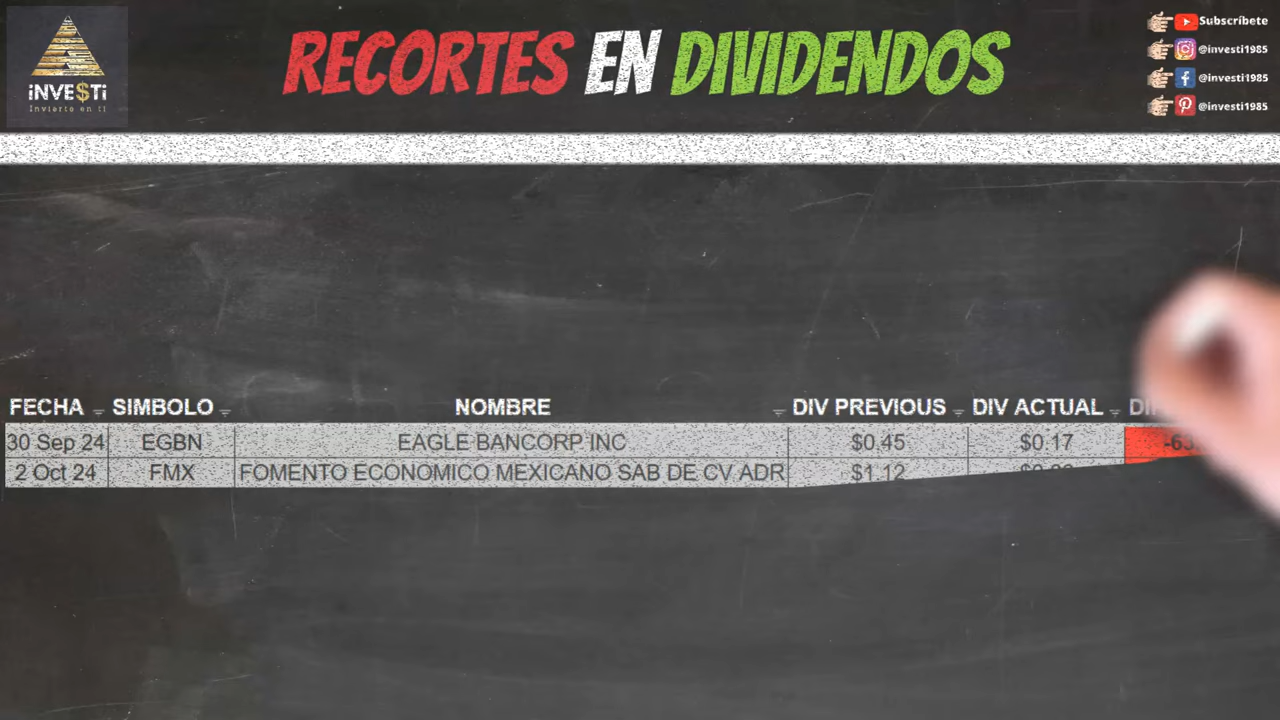 INVE$Ti
Invierte en ti
RECORTES EN DIVIDENDOS
Subscríbete
@investi1985
@investi1985
@investi1985
FECHA SIMBOLO NOMBRE DIV PREVIOUS DIV ACTUAL
30 Sep 24 EGBN EAGLE BANCORP INC $0.45 $0.17
2 Oct 24 FMX FOMENTO ECONOMICO MEXICANO SAB DE CV ADR $1.12